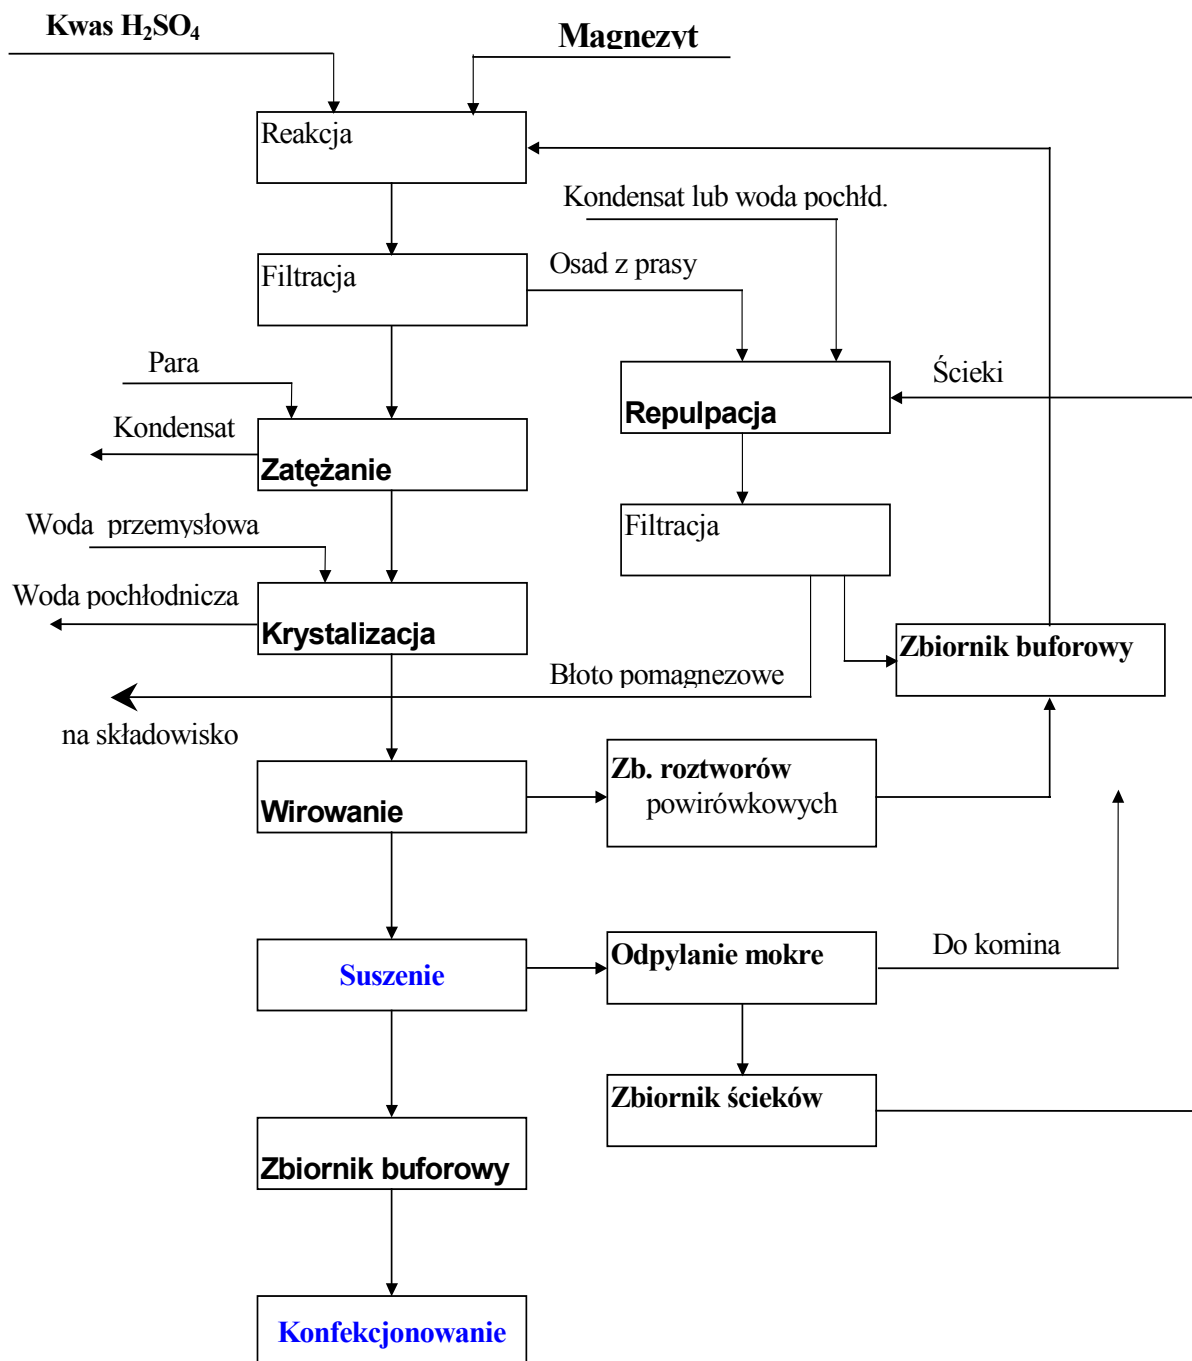 Kwas H₂SO₄
Magnezyt
Reakcja
Kondensat lub woda pochłd.
Filtracja
Osad z prasy
Para
Ścieki
Repulpacja
Kondensat
Zatężanie
Woda przemysłowa
Filtracja
Woda pochłodnicza
Krystalizacja
Zbiornik buforowy
Błoto pomagnezowe
na składowisko
Zb. roztworów
powirówkowych
Wirowanie
Odpylanie mokre
Do komina
Suszenie
Zbiornik ścieków
Zbiornik buforowy
Konfekcjonowanie